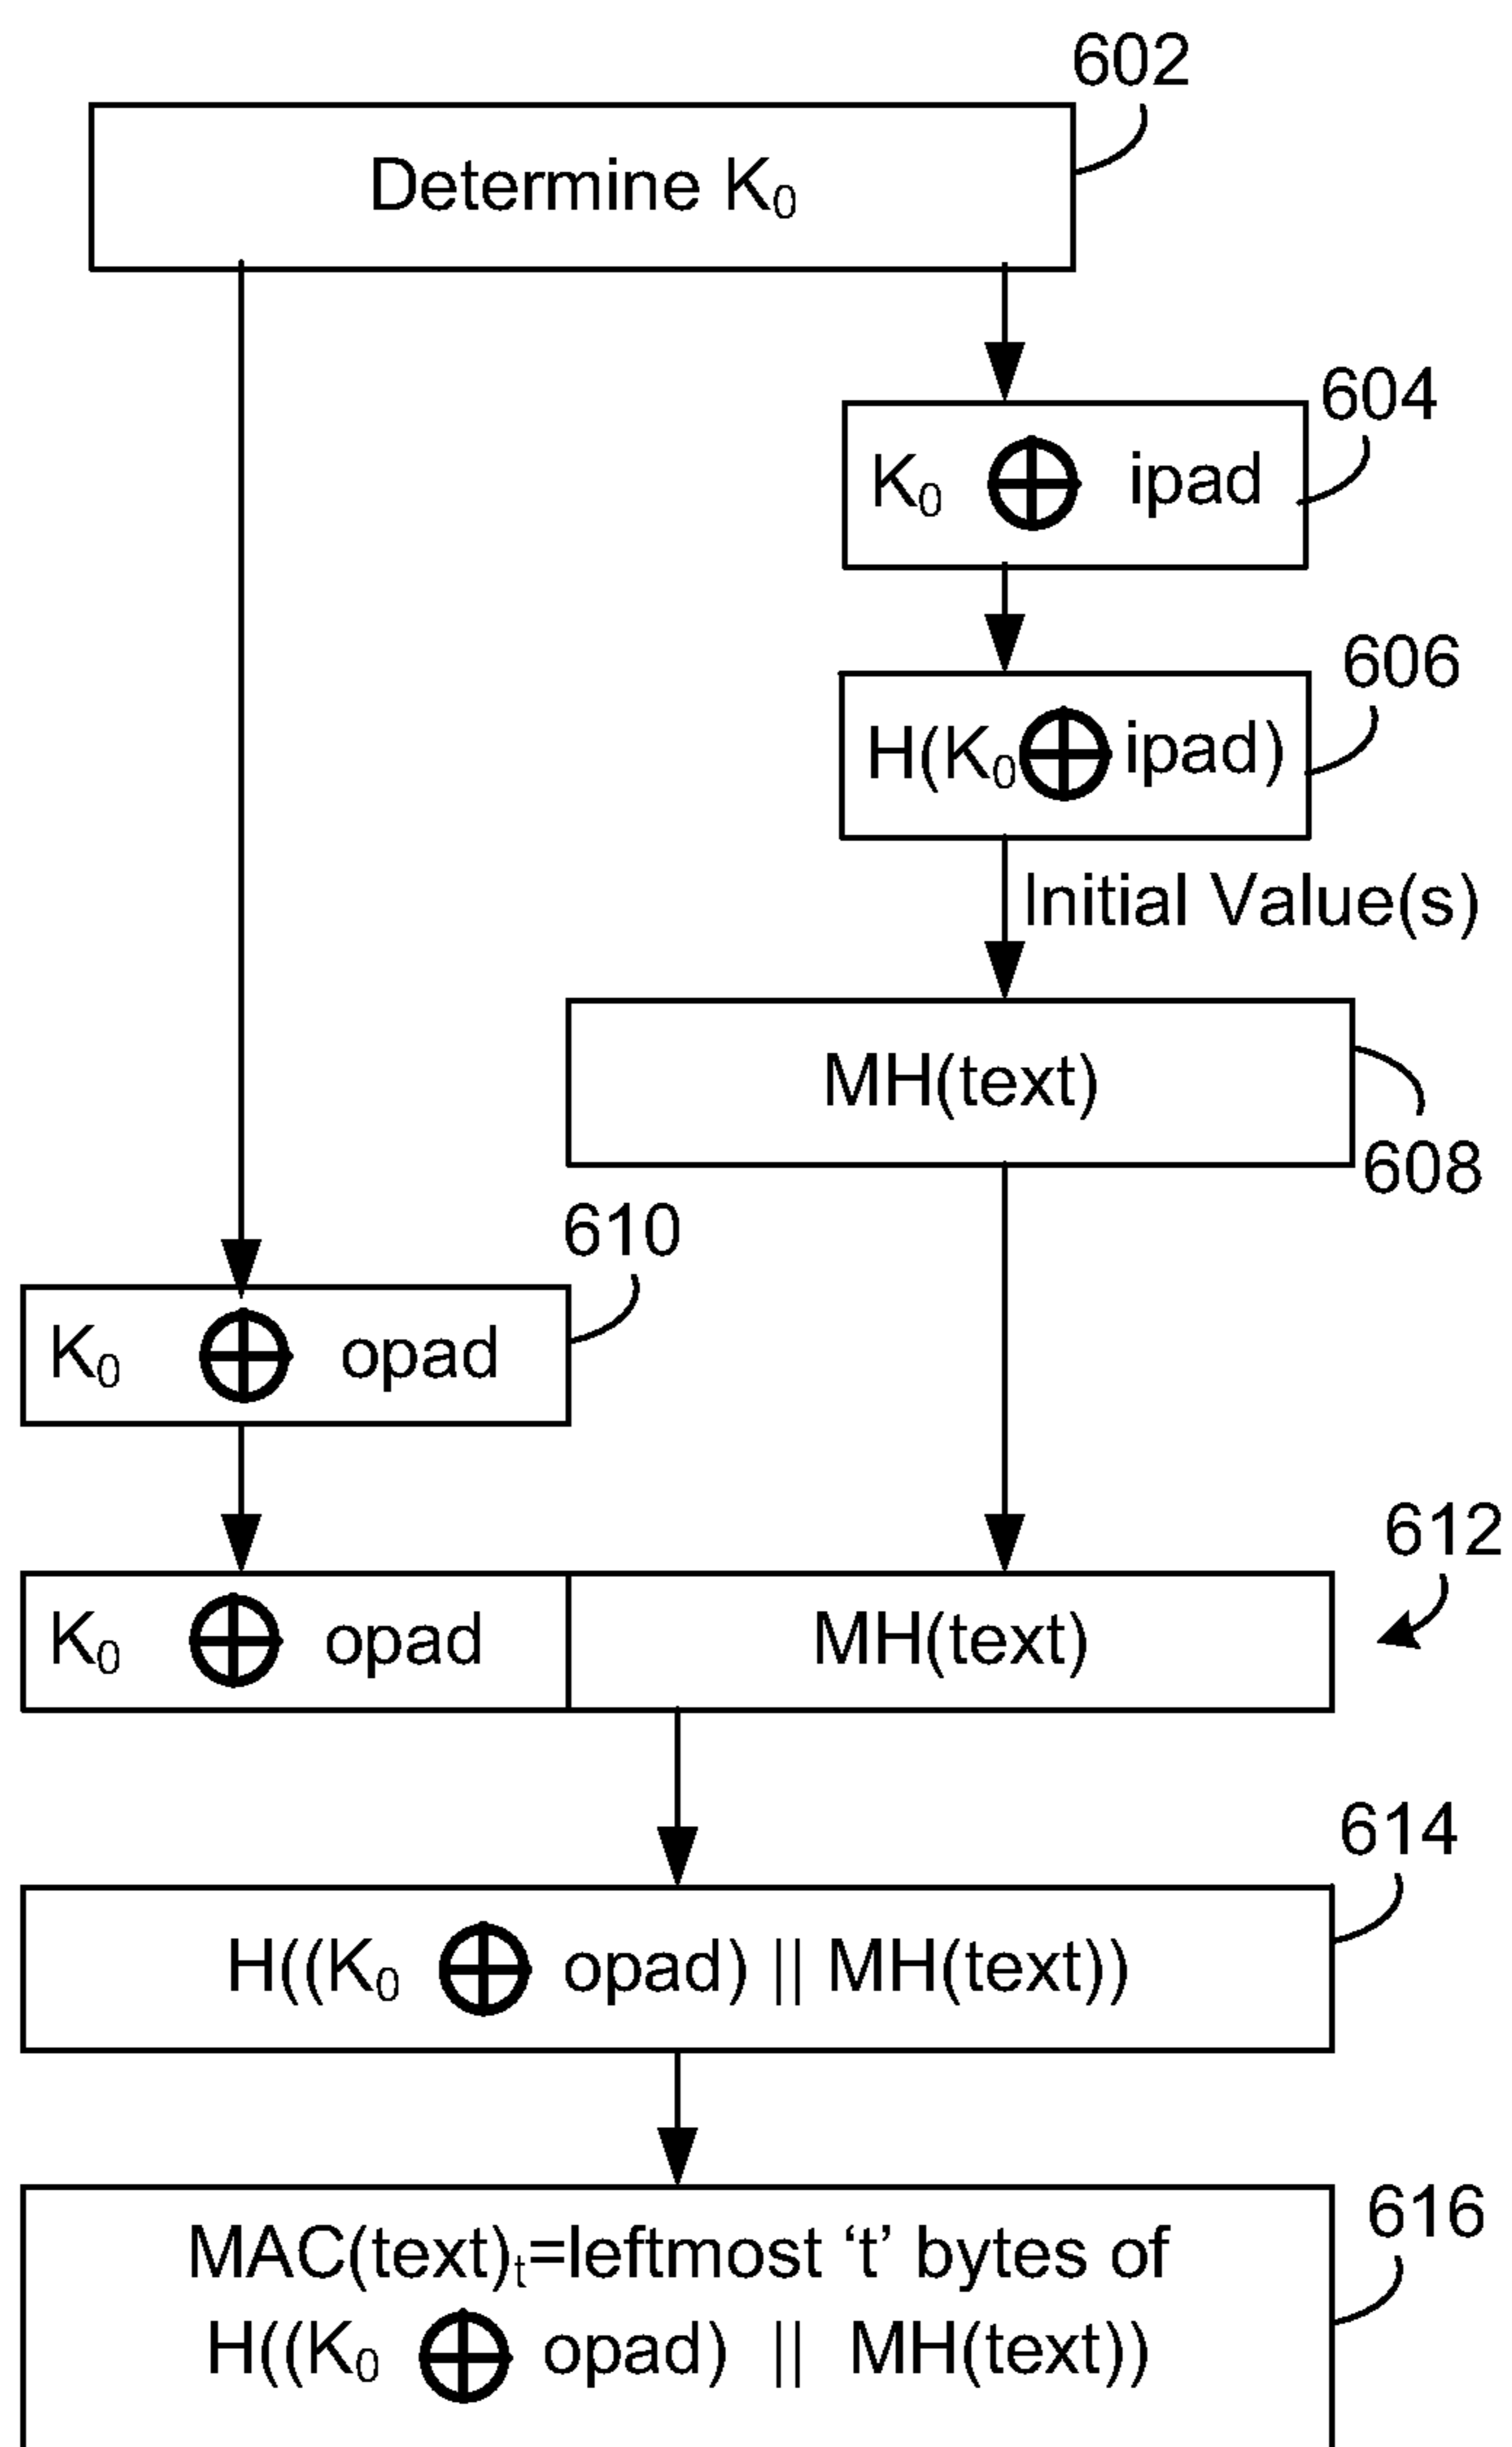 602
Determine K₀
604
K₀ ⊕ ipad
606
H(K₀ ⊕ ipad)
Initial Value(s)
MH(text)
608
610
K₀ ⊕ opad
612
K₀ ⊕ opad MH(text)
614
H((K₀ ⊕ opad) || MH(text))
616
MAC(text)ₜ=leftmost ‘t’ bytes of
H((K₀ ⊕ opad) || MH(text))